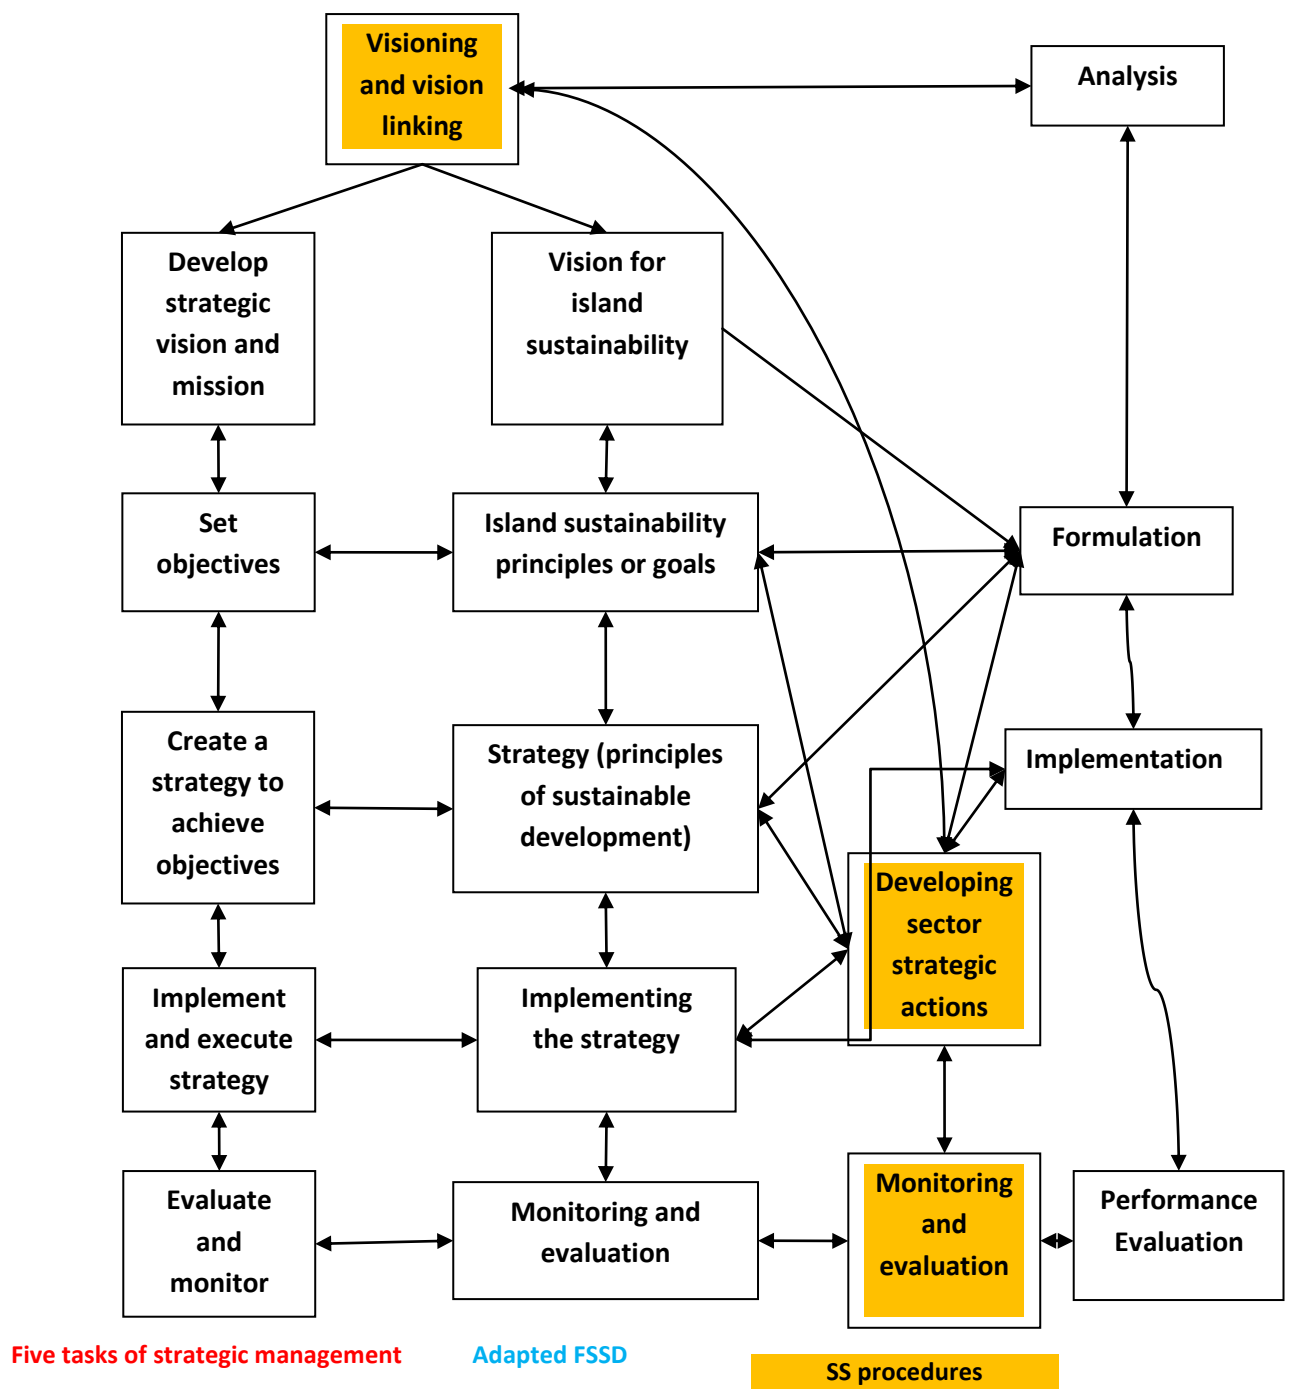 Visioning
and vision
linking
Analysis
Develop
strategic
vision and
mission
Vision for
island
sustainability
Set
objectives
Island sustainability
principles or goals
Formulation
Create a
strategy to
achieve
objectives
Strategy (principles
of sustainable
development)
Implementation
Developing
sector
strategic
actions
Implement
and execute
strategy
Implementing
the strategy
Evaluate
and
monitor
Monitoring and
evaluation
Monitoring
and
evaluation
Performance
Evaluation
Five tasks of strategic management
Adapted FSSD
SS procedures